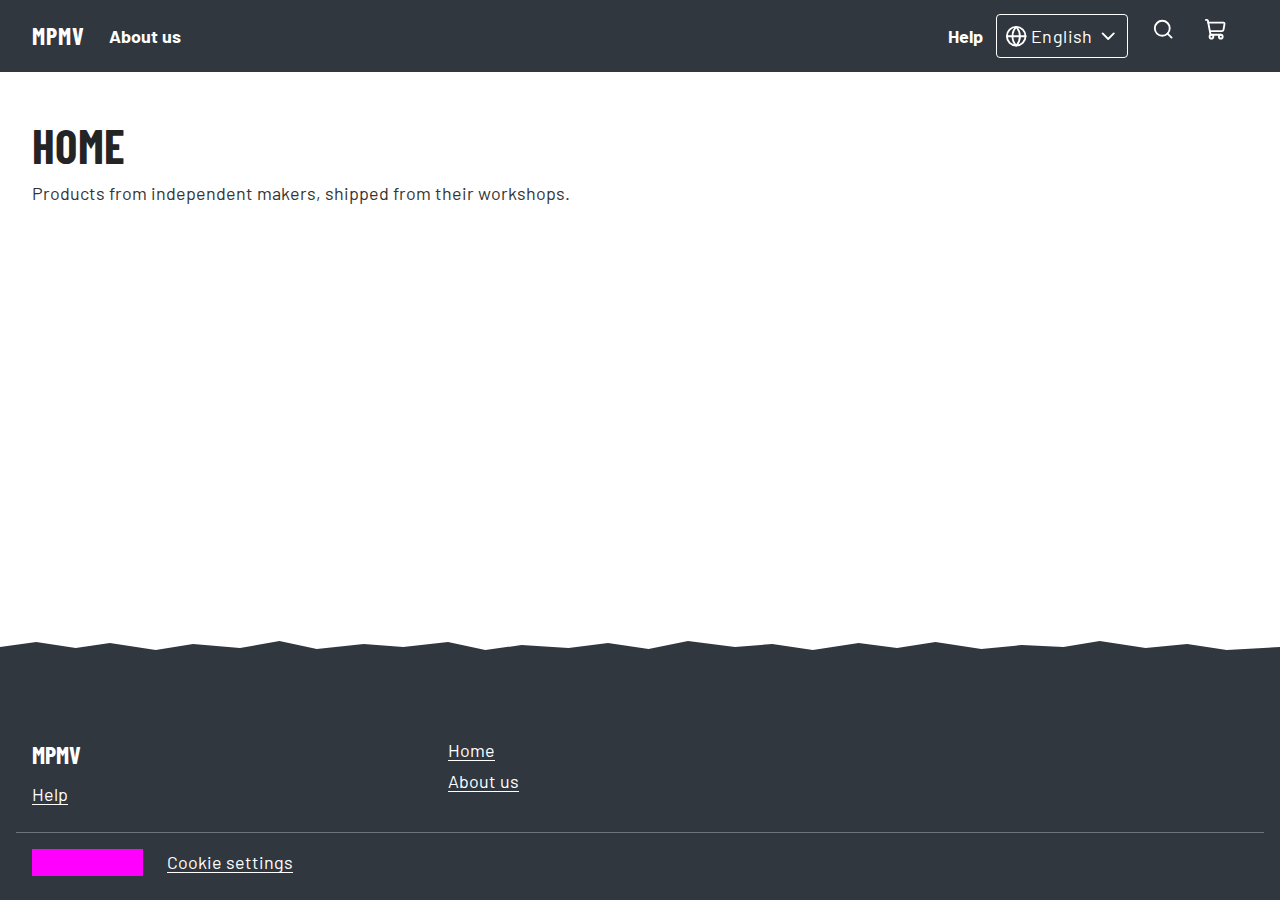 MPMV
About us
Help
English
HOME
Products from independent makers, shipped from their workshops.
MPMV
Help
Home
About us
Cookie settings